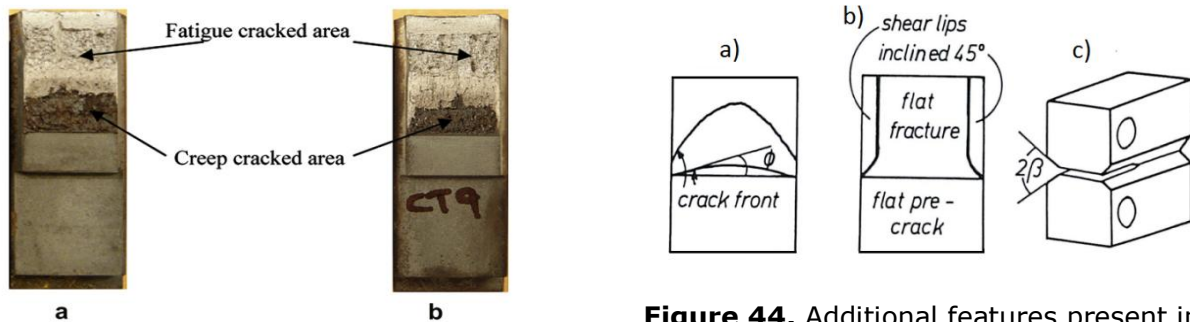 Fatigue cracked area
Creep cracked area
CT9
a
b
a)
crack front
ϕ
b)
shear lips
inclined 45°
flat
fracture
flat pre-
crack
c)
2β
Figure 44. Additional features present in